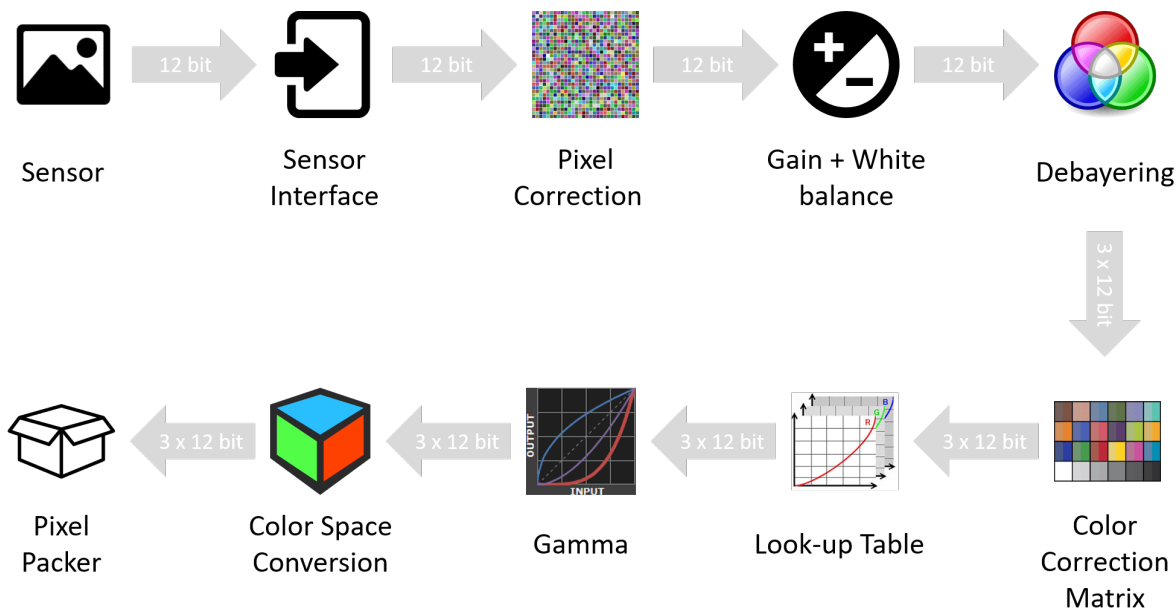 12 bit
12 bit
12 bit
12 bit
Sensor
Sensor
Interface
Pixel
Correction
Gain + White
balance
Debayering
3 x 12 bit
3 x 12 bit
3 x 12 bit
3 x 12 bit
3 x 12 bit
OUTPUT
INPUT
R
G
B
Pixel
Packer
Color Space
Conversion
Gamma
Look-up Table
Color
Correction
Matrix